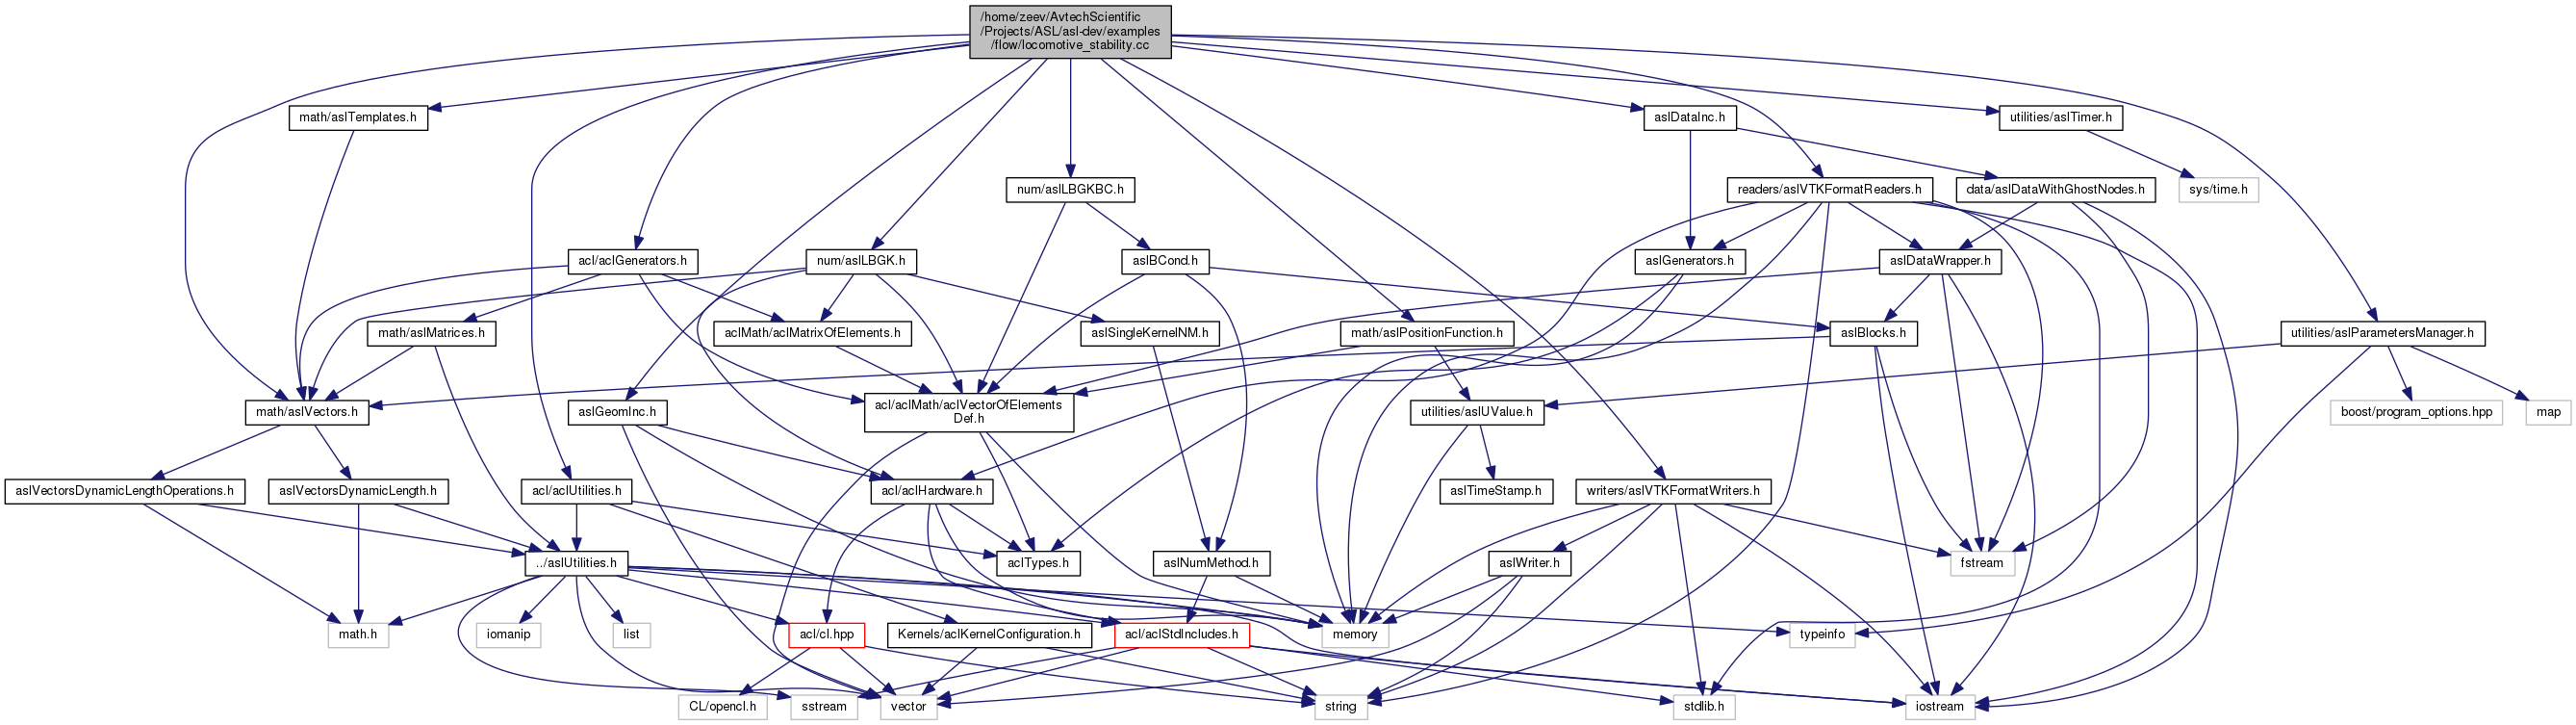 /home/zeev/AvtechScientific
/Projects/ASL/asl-dev/examples
/flow/locomotive_stability.cc
math/aslTemplates.h
aslDataInc.h
utilities/aslTimer.h
num/aslLBGKBC.h
readers/aslVTKFormatReaders.h
data/aslDataWithGhostNodes.h
sys/time.h
acl/aclGenerators.h
num/aslLBGK.h
aslBCond.h
aslGenerators.h
aslDataWrapper.h
math/aslMatrices.h
aclMath/aclMatrixOfElements.h
aslSingleKernelNM.h
math/aslPositionFunction.h
aslBlocks.h
utilities/aslParametersManager.h
math/aslVectors.h
aslGeomInc.h
acl/aclMath/aclVectorOfElements
Def.h
utilities/aslUValue.h
boost/program_options.hpp
map
aslVectorsDynamicLengthOperations.h
aslVectorsDynamicLength.h
acl/aclUtilities.h
acl/aclHardware.h
aslTimeStamp.h
writers/aslVTKFormatWriters.h
../aslUtilities.h
aclTypes.h
aslNumMethod.h
aslWriter.h
fstream
math.h
iomanip
list
acl/cl.hpp
Kernels/aclKernelConfiguration.h
acl/aclStdIncludes.h
memory
typeinfo
CL/opencl.h
sstream
vector
string
stdlib.h
iostream